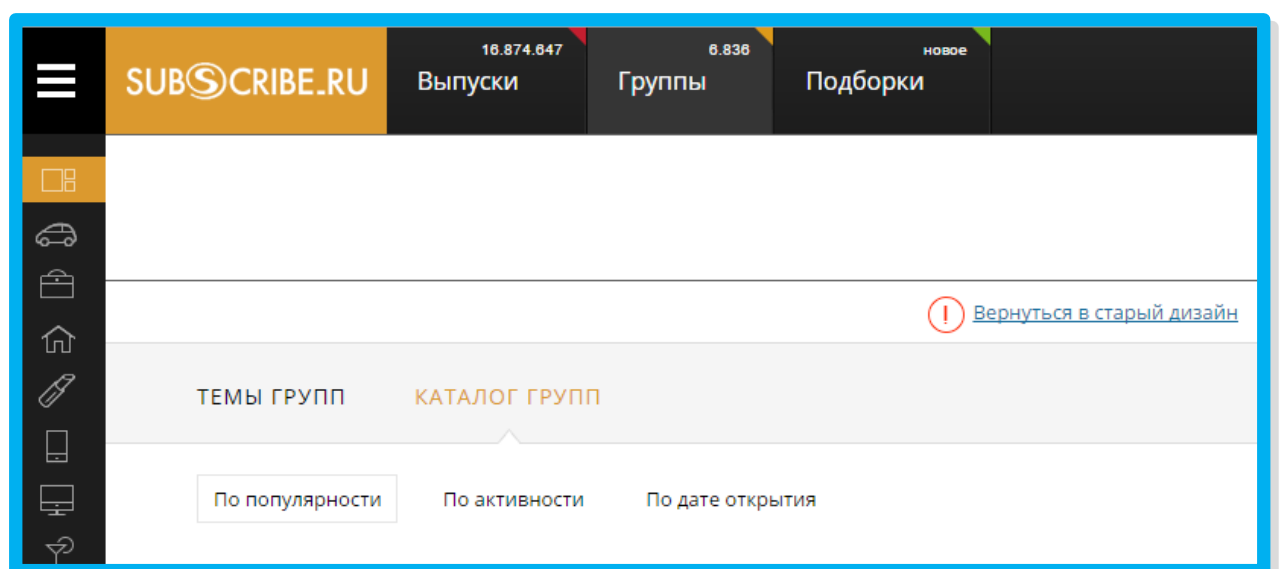 16.874.647
6.836
новое
SUBSCRIBE.RU
Выпуски
Группы
Подборки
Вернуться в старый дизайн
ТЕМЫ ГРУПП
КАТАЛОГ ГРУПП
По популярности
По активности
По дате открытия